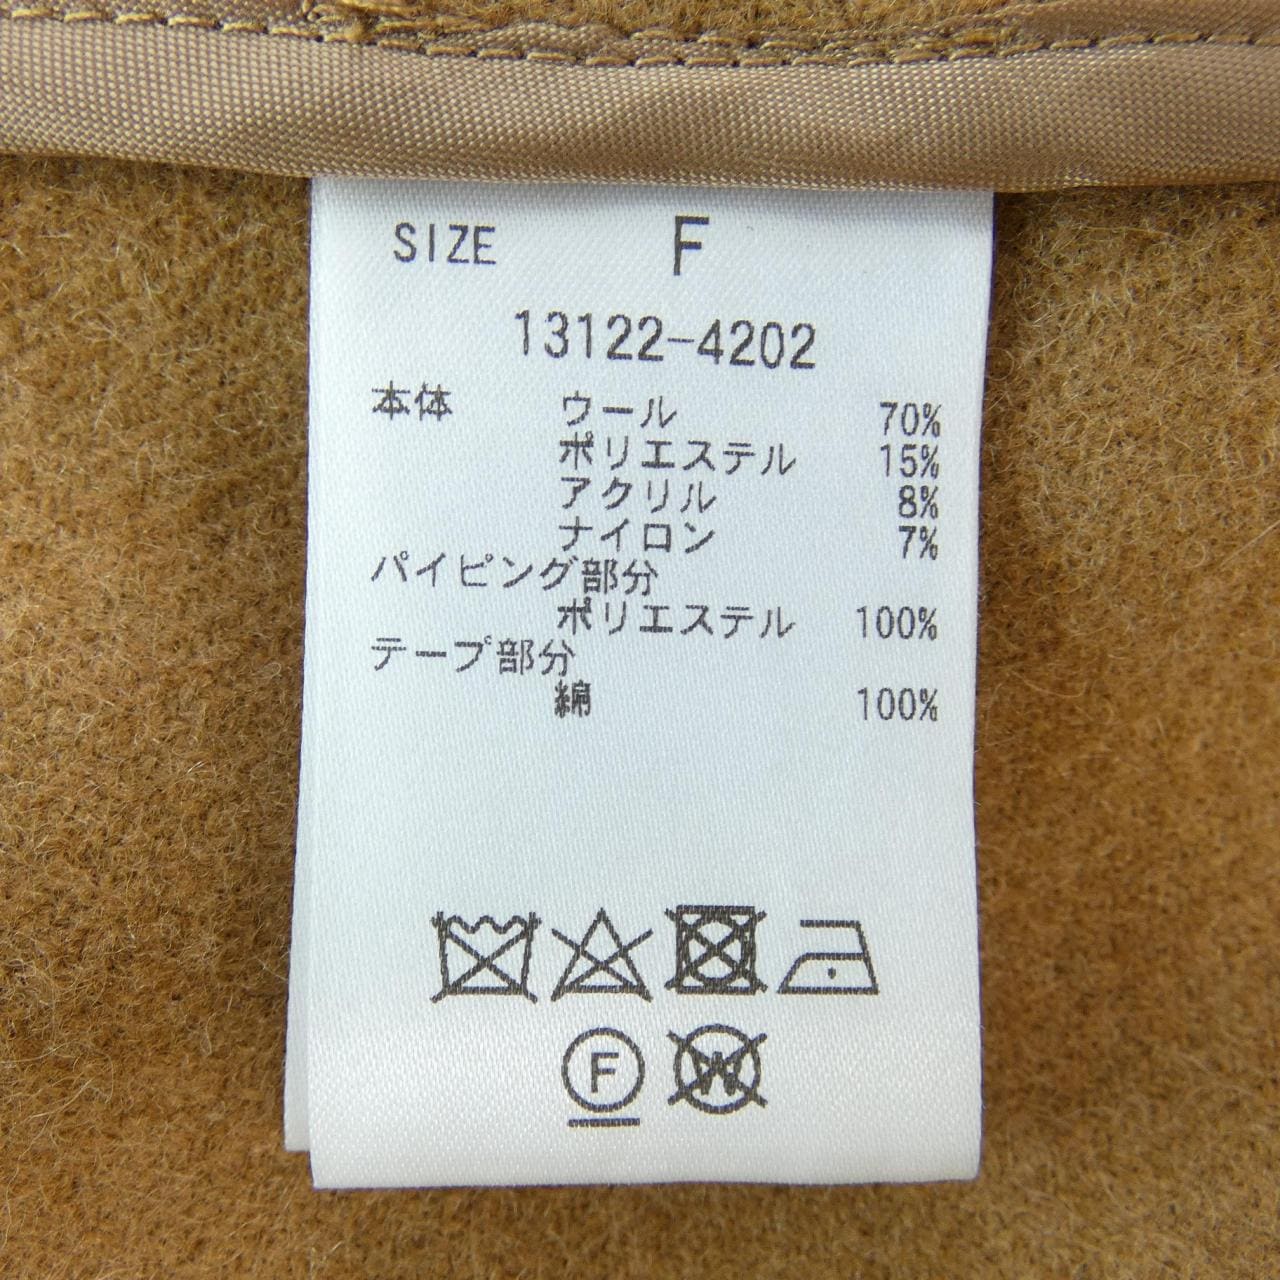 SIZE F
13122-4202
本体 ウール 70%
ポリエステル 15%
アクリル 8%
ナイロン 7%
パイピング部分
ポリエステル 100%
テープ部分
綿 100%
F W